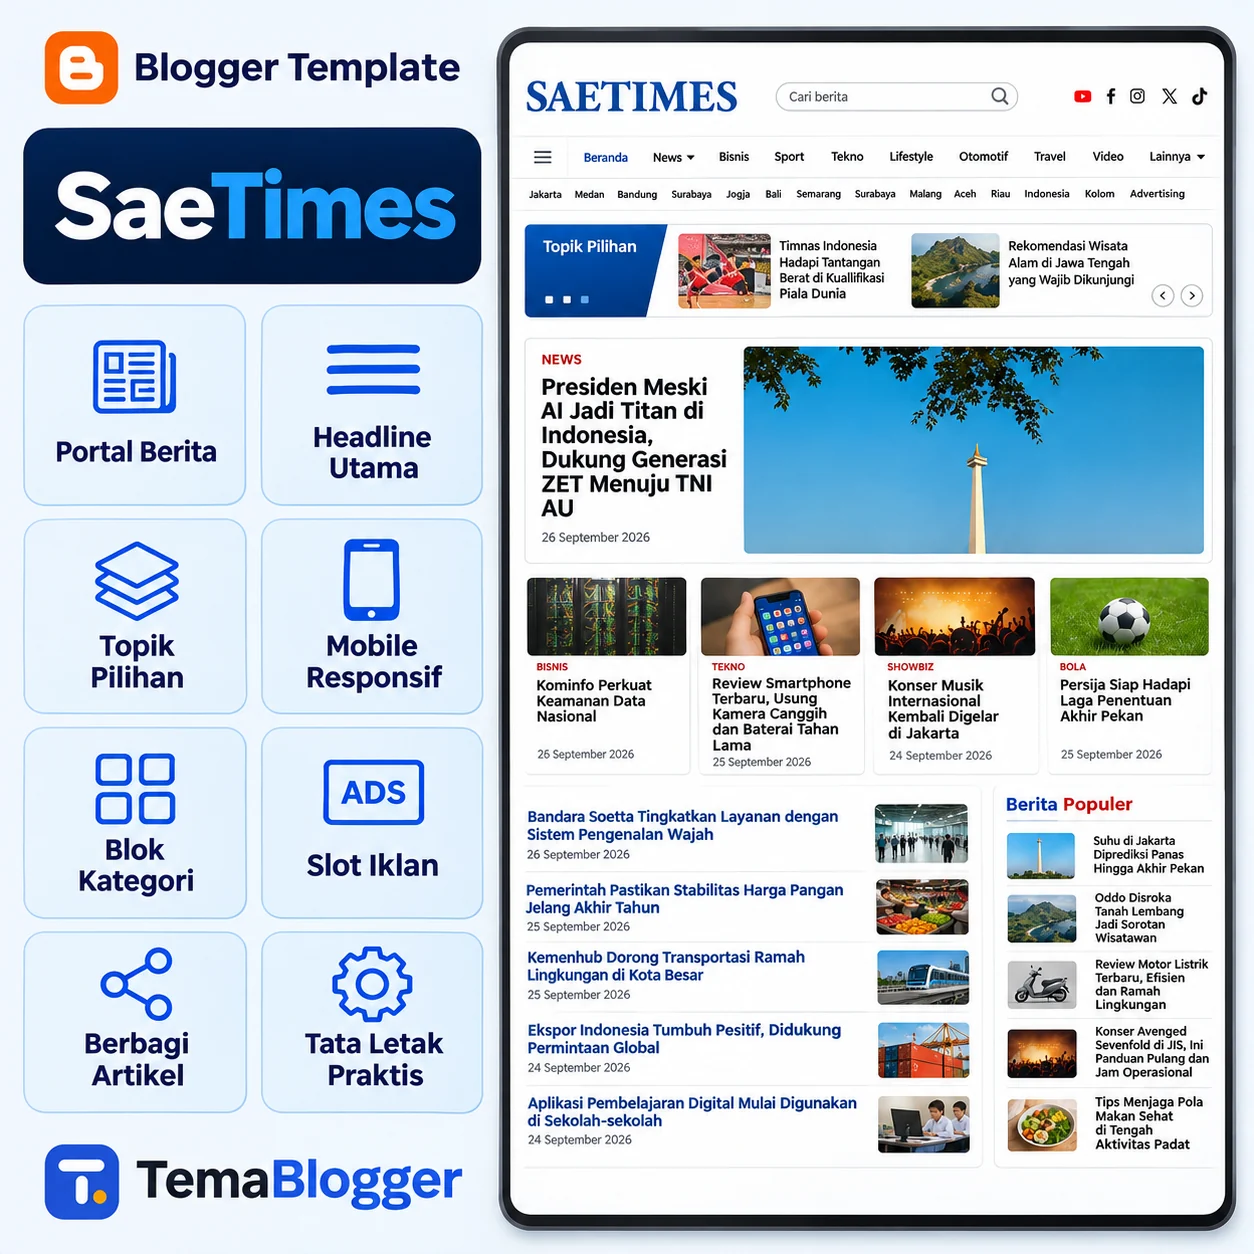 Blogger Template
SaeTimes
Portal Berita
Headline
Utama
Topik
Pilihan
Mobile
Responsif
Blok
Kategori
ADS
Slot Iklan
Berbagi
Artikel
Tata Letak
Praktis
TemaBlogger
SAETIMES
Cari berita
Beranda
News
Bisnis
Sport
Tekno
Lifestyle
Otomotif
Travel
Video
Lainnya
Jakarta
Medan
Bandung
Surabaya
Jogja
Bali
Semarang
Surabaya
Malang
Aceh
Riau
Indonesia
Kolom
Advertising
Topik Pilihan
Timnas Indonesia
Hadapi Tantangan
Berat di Kuallifikasi
Piala Dunia
Rekomendasi Wisata
Alam di Jawa Tengah
yang Wajib Dikunjungi
NEWS
Presiden Meski
AI Jadi Titan di
Indonesia,
Dukung Generasi
ZET Menuju TNI
AU
26 September 2026
BISNIS
Kominfo Perkuat
Keamanan Data
Nasional
26 September 2026
TEKNO
Review Smartphone
Terbaru, Usung
Kamera Canggih
dan Baterai Tahan
Lama
25 September 2026
SHOWBIZ
Konser Musik
Internasional
Kembali Digelar
di Jakarta
24 September 2026
BOLA
Persija Siap Hadapi
Laga Penentuan
Akhir Pekan
25 September 2026
Bandara Soetta Tingkatkan Layanan dengan
Sistem Pengenalan Wajah
26 September 2026
Pemerintah Pastikan Stabilitas Harga Pangan
Jelang Akhir Tahun
25 September 2026
Kemenhub Dorong Transportasi Ramah
Lingkungan di Kota Besar
25 September 2026
Ekspor Indonesia Tumbuh Pesitif, Didukung
Permintaan Global
24 September 2026
Aplikasi Pembelajaran Digital Mulai Digunakan
di Sekolah-sekolah
24 September 2026
Berita Populer
Suhu di Jakarta
Diprediksi Panas
Hingga Akhir Pekan
Oddo Disroka
Tanah Lembang
Jadi Sorotan
Wisatawan
Review Motor Listrik
Terbaru, Efisien
dan Ramah
Lingkungan
Konser Avenged
Sevenfold di JIS, Ini
Panduan Pulang dan
Jam Operasional
Tips Menjaga Pola
Makan Sehat
di Tengah
Aktivitas Padat